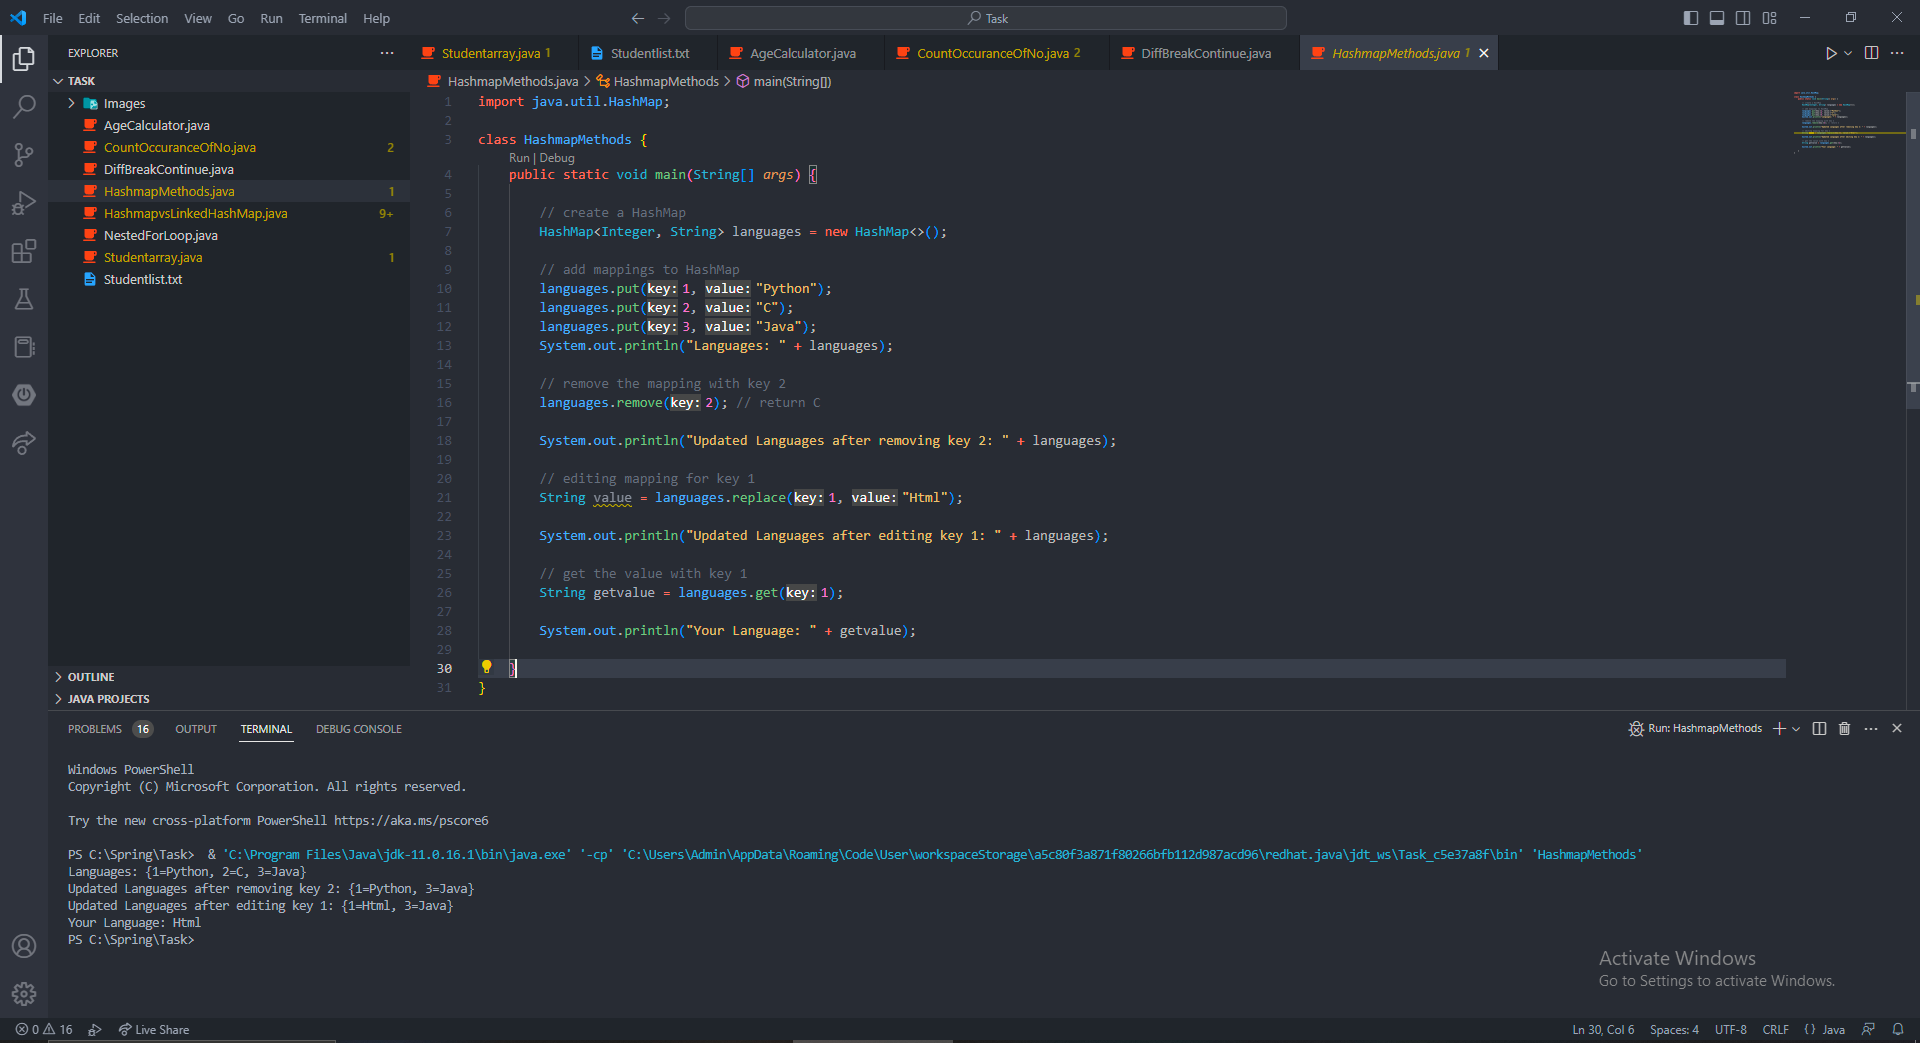 File Edit Selection View Go Run Terminal Help
Task
EXPLORER
TASK
Images
AgeCalculator.java
CountOccuranceOfNo.java 2
DiffBreakContinue.java
HashmapMethods.java 1
HashmapvsLinkedHashMap.java 9+
NestedForLoop.java
Studentarray.java 1
Studentlist.txt
OUTLINE
JAVA PROJECTS
Studentarray.java 1 Studentlist.txt AgeCalculator.java CountOccuranceOfNo.java 2 DiffBreakContinue.java HashmapMethods.java 1
HashmapMethods.java > HashmapMethods > main(String[])
1 import java.util.HashMap;
2
3 class HashmapMethods {
Run | Debug
4 public static void main(String[] args) {
5
6 // create a HashMap
7 HashMap<Integer, String> languages = new HashMap<>();
8
9 // add mappings to HashMap
10 languages.put(key: 1, value: "Python");
11 languages.put(key: 2, value: "C");
12 languages.put(key: 3, value: "Java");
13 System.out.println("Languages: " + languages);
14
15 // remove the mapping with key 2
16 languages.remove(key: 2); // return C
17
18 System.out.println("Updated Languages after removing key 2: " + languages);
19
20 // editing mapping for key 1
21 String value = languages.replace(key: 1, value: "Html");
22
23 System.out.println("Updated Languages after editing key 1: " + languages);
24
25 // get the value with key 1
26 String getvalue = languages.get(key: 1);
27
28 System.out.println("Your Language: " + getvalue);
29
30 }
31 }
PROBLEMS 16 OUTPUT TERMINAL DEBUG CONSOLE
Run: HashmapMethods
Windows PowerShell
Copyright (C) Microsoft Corporation. All rights reserved.
Try the new cross-platform PowerShell https://aka.ms/pscore6
PS C:\Spring\Task> & 'C:\Program Files\Java\jdk-11.0.16.1\bin\java.exe' '-cp' 'C:\Users\Admin\AppData\Roaming\Code\User\workspaceStorage\a5c80f3a871f80266bfb112d987acd96\redhat.java\jdt_ws\Task_c5e37a8f\bin' 'HashmapMethods'
Languages: {1=Python, 2=C, 3=Java}
Updated Languages after removing key 2: {1=Python, 3=Java}
Updated Languages after editing key 1: {1=Html, 3=Java}
Your Language: Html
PS C:\Spring\Task>
Activate Windows
Go to Settings to activate Windows.
0 16 Live Share
Ln 30, Col 6 Spaces: 4 UTF-8 CRLF {} Java